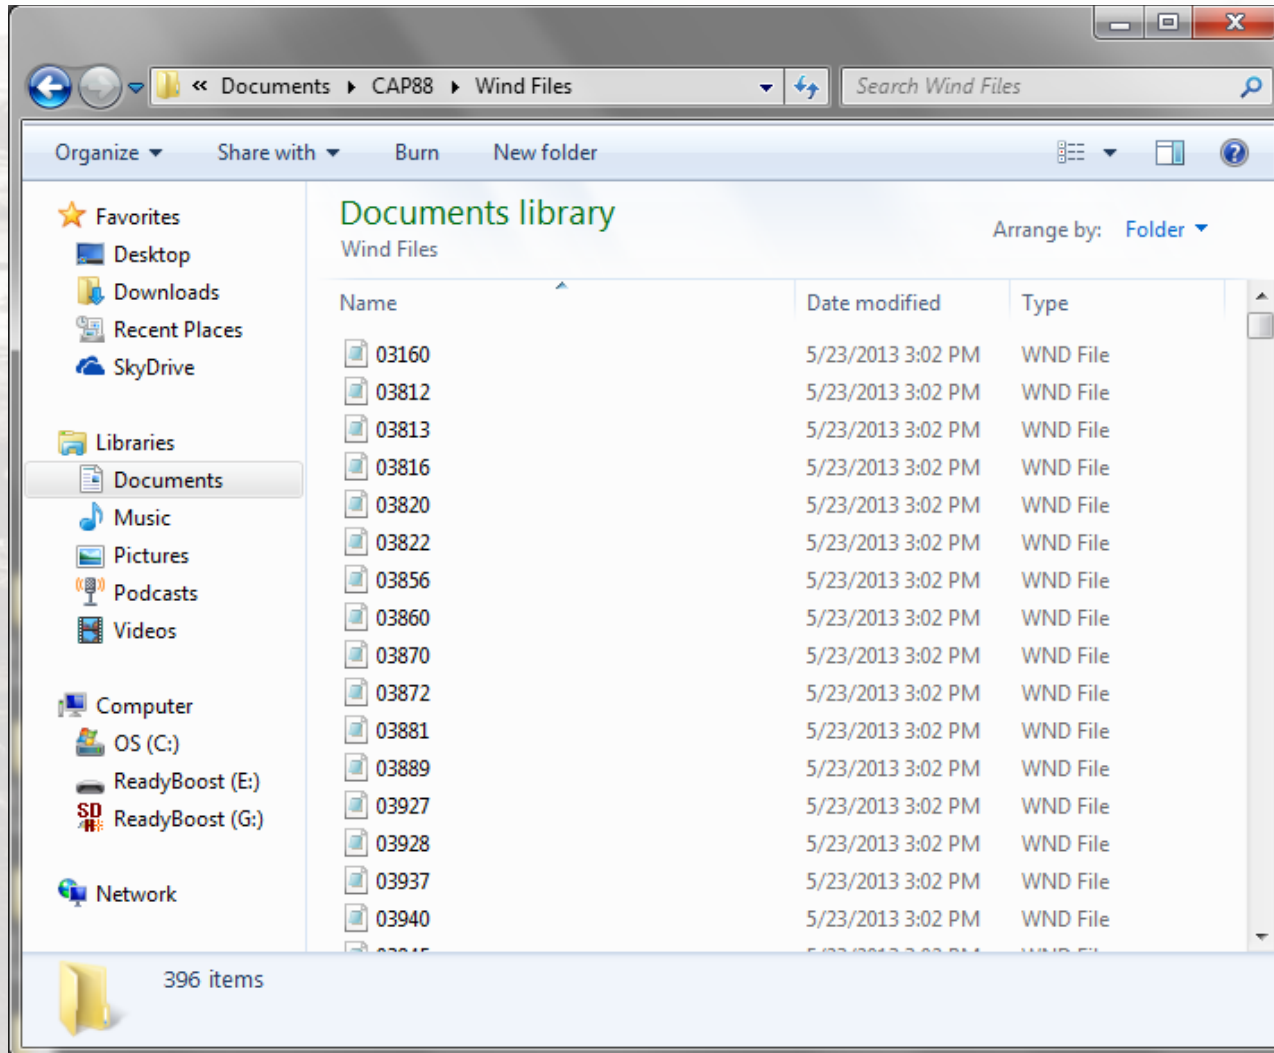 « Documents ▸ CAP88 ▸ Wind Files
Search Wind Files
Organize Share with Burn New folder
Favorites
Desktop
Downloads
Recent Places
SkyDrive
Libraries
Documents
Music
Pictures
Podcasts
Videos
Computer
OS (C:)
ReadyBoost (E:)
ReadyBoost (G:)
Network
Documents library
Wind Files
Arrange by: Folder
Name Date modified Type
03160 5/23/2013 3:02 PM WND File
03812 5/23/2013 3:02 PM WND File
03813 5/23/2013 3:02 PM WND File
03816 5/23/2013 3:02 PM WND File
03820 5/23/2013 3:02 PM WND File
03822 5/23/2013 3:02 PM WND File
03856 5/23/2013 3:02 PM WND File
03860 5/23/2013 3:02 PM WND File
03870 5/23/2013 3:02 PM WND File
03872 5/23/2013 3:02 PM WND File
03881 5/23/2013 3:02 PM WND File
03889 5/23/2013 3:02 PM WND File
03927 5/23/2013 3:02 PM WND File
03928 5/23/2013 3:02 PM WND File
03937 5/23/2013 3:02 PM WND File
03940 5/23/2013 3:02 PM WND File
396 items